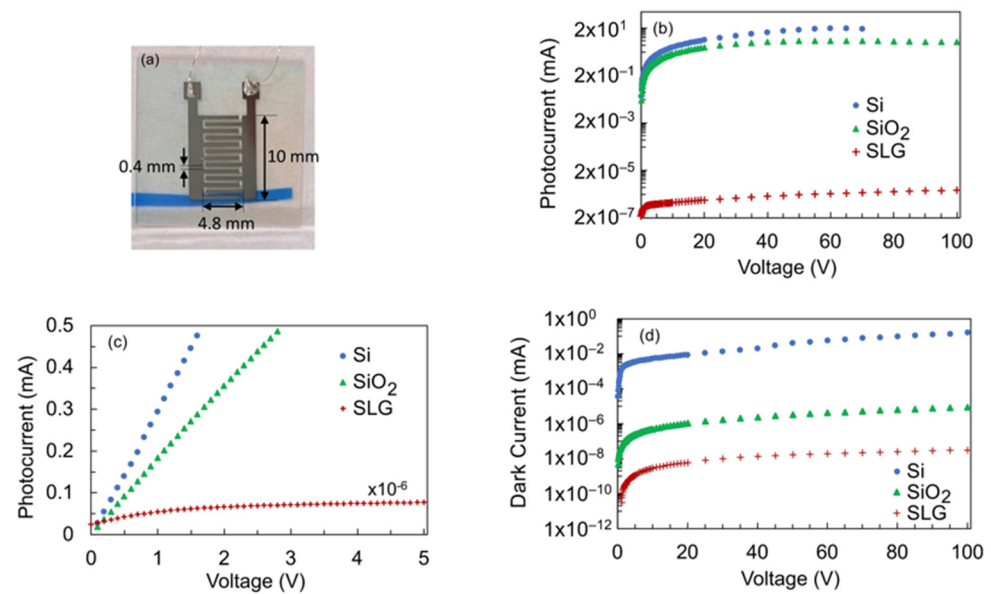 (a)
0.4 mm
10 mm
4.8 mm
(b)
Photocurrent (mA)
2x10¹
2x10⁻¹
2x10⁻³
2x10⁻⁵
2x10⁻⁷
Si
SiO₂
SLG
0 20 40 60 80 100
Voltage (V)
(c)
Photocurrent (mA)
0.5
0.4
0.3
0.2
0.1
0
Si
SiO₂
SLG
x10⁻⁶
0 1 2 3 4 5
Voltage (V)
(d)
Dark Current (mA)
1x10⁰
1x10⁻²
1x10⁻⁴
1x10⁻⁶
1x10⁻⁸
1x10⁻¹⁰
1x10⁻¹²
Si
SiO₂
SLG
0 20 40 60 80 100
Voltage (V)